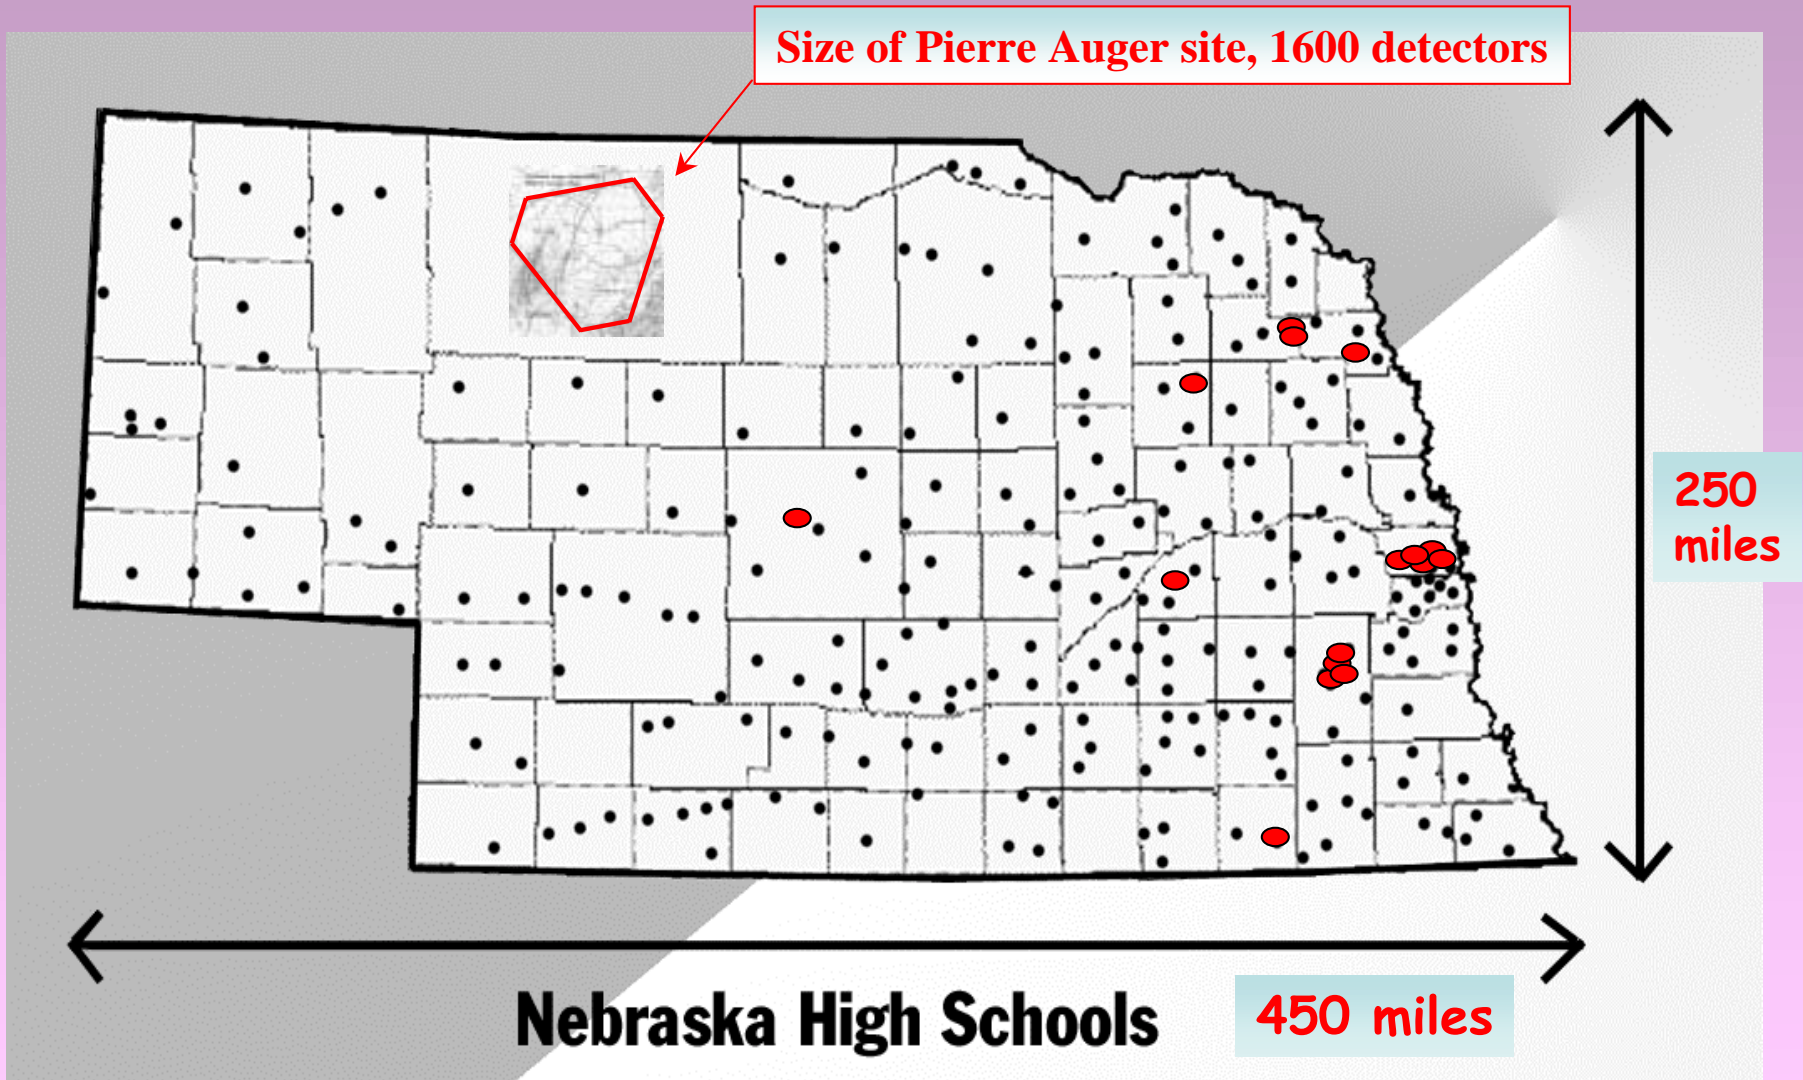 Size of Pierre Auger site, 1600 detectors
250
miles
Nebraska High Schools
450 miles